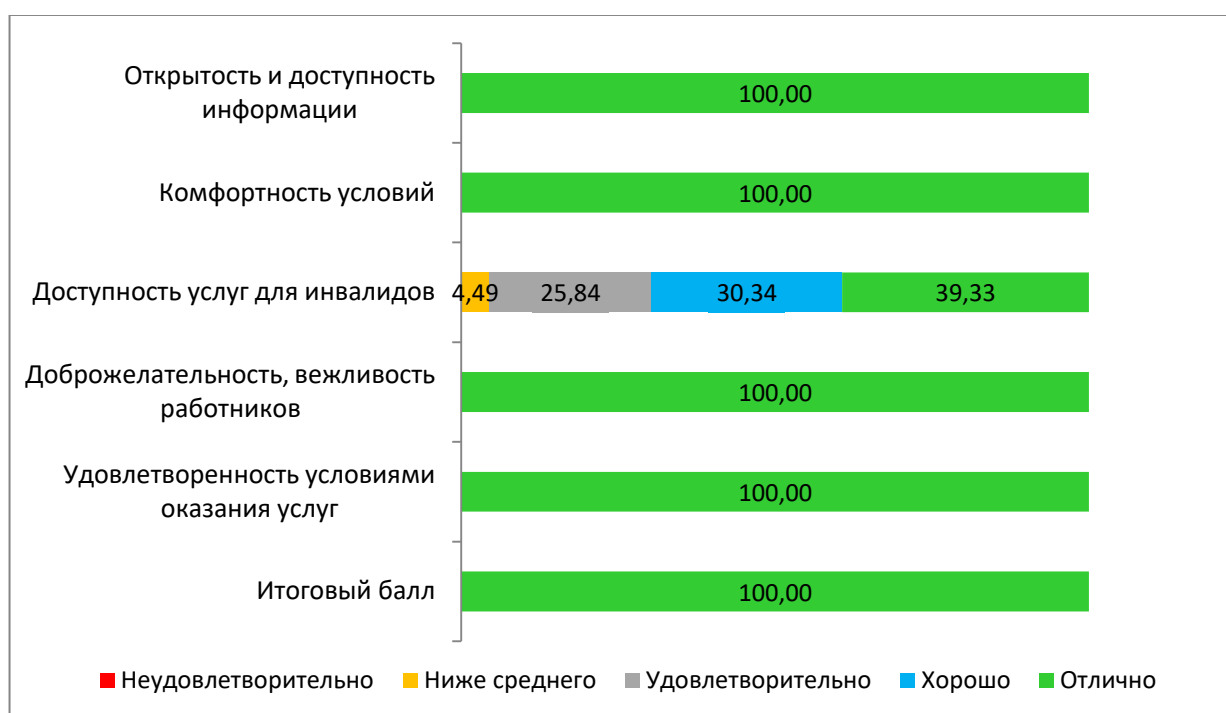 Открытость и доступность
информации
100,00
Комфортность условий
100,00
Доступность услуг для инвалидов
4,49 25,84 30,34 39,33
Доброжелательность, вежливость
работников
100,00
Удовлетворенность условиями
оказания услуг
100,00
Итоговый балл
100,00
Неудовлетворительно Ниже среднего Удовлетворительно Хорошо Отлично